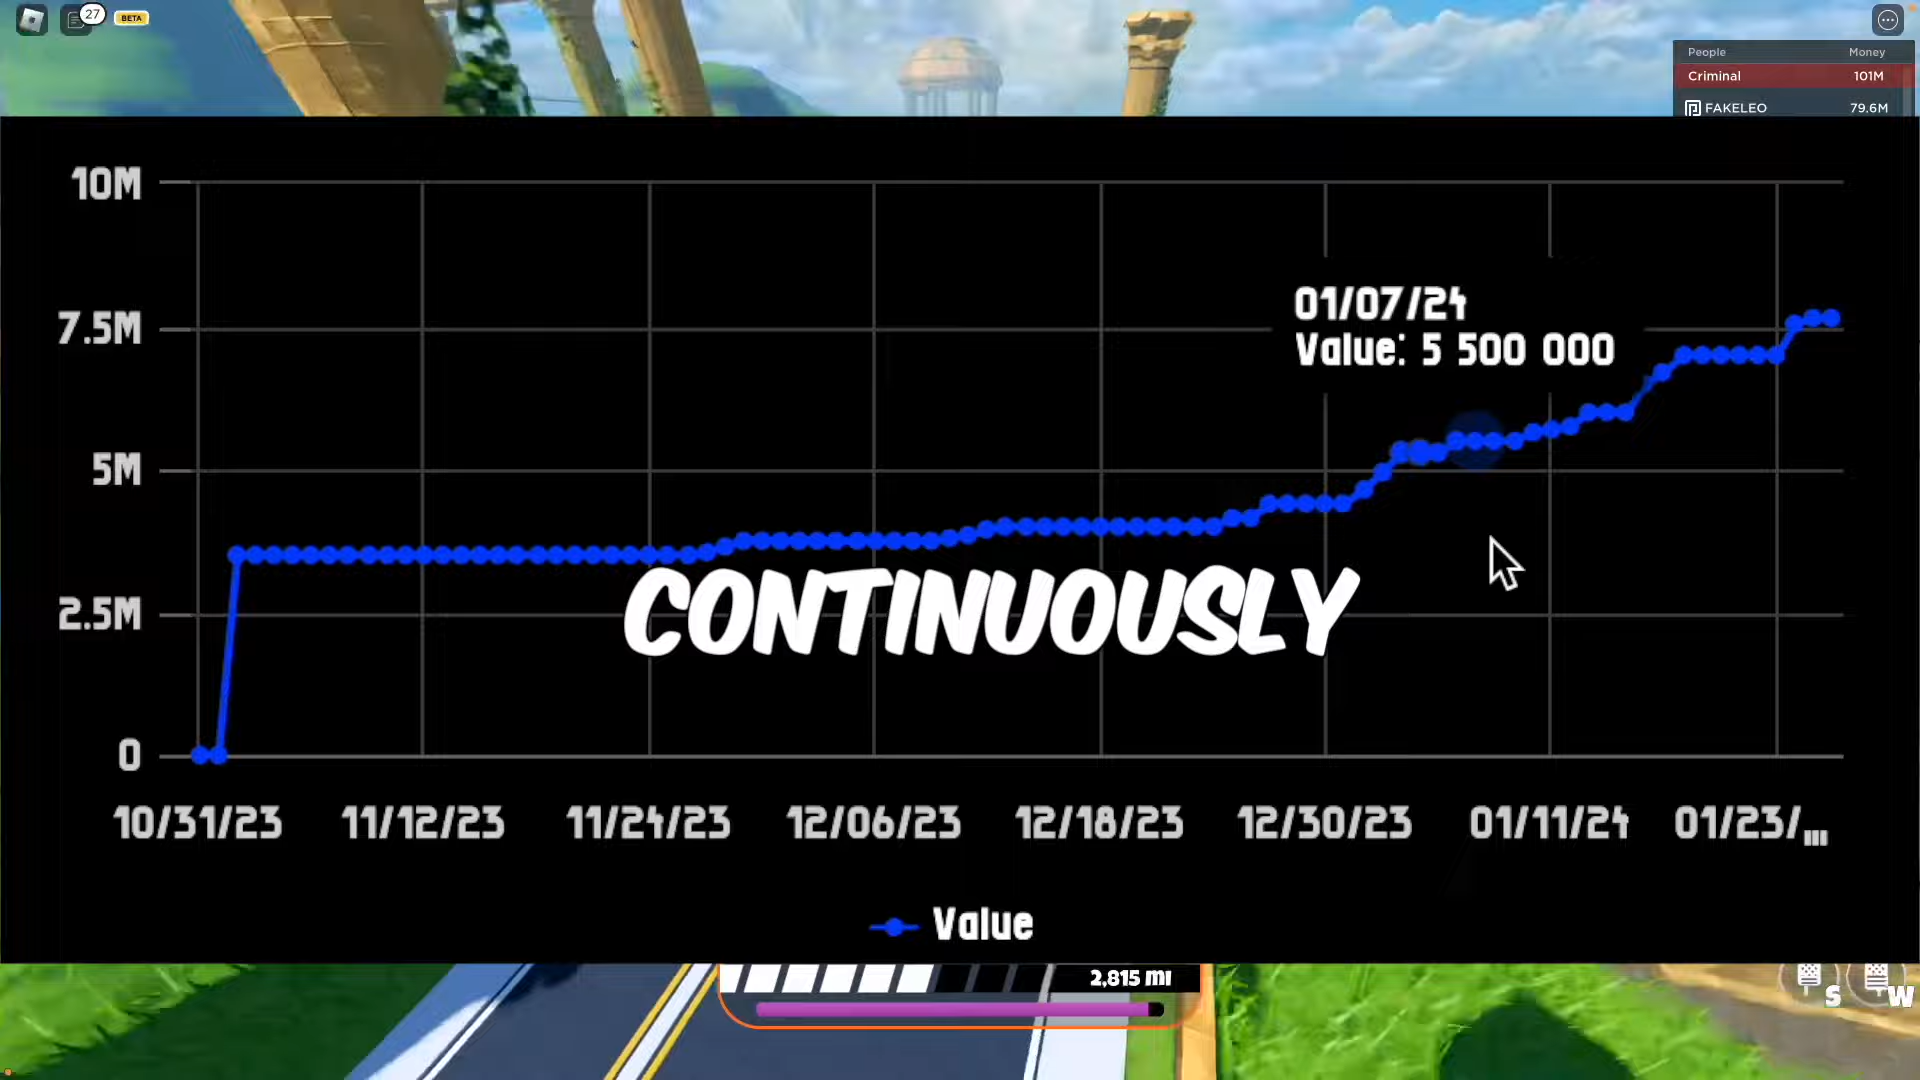 27
BETA
People Money
Criminal 101M
FAKELEO 79.6M
10M
7.5M
5M
2.5M
0
01/07/24
Value: 5 500 000
CONTINUOUSLY
10/31/23 11/12/23 11/24/23 12/06/23 12/18/23 12/30/23 01/11/24 01/23/...
Value
2,815 MI
S W